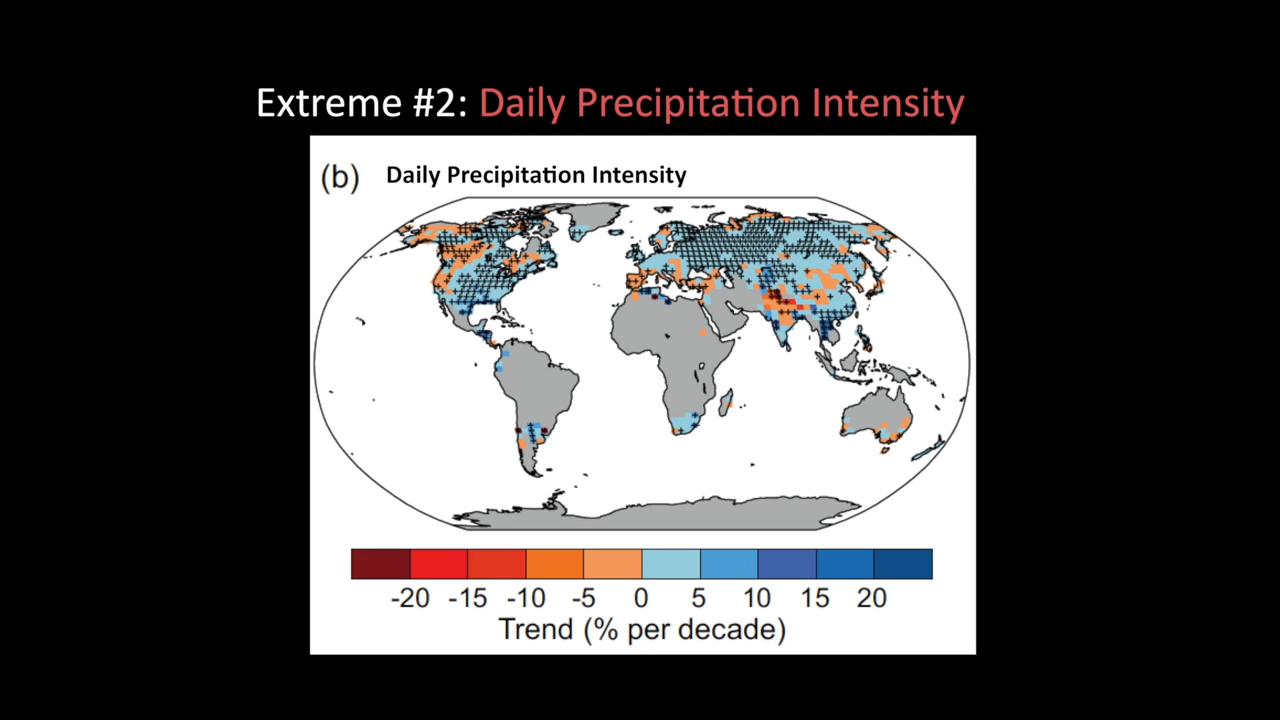 Extreme #2: Daily Precipitation Intensity
(b) Daily Precipitation Intensity
-20 -15 -10 -5 0 5 10 15 20
Trend (% per decade)